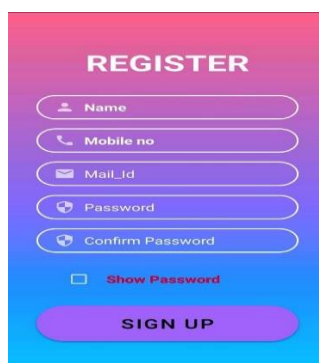 REGISTER
Name
Mobile no
Mail_Id
Password
Confirm Password
Show Password
SIGN UP